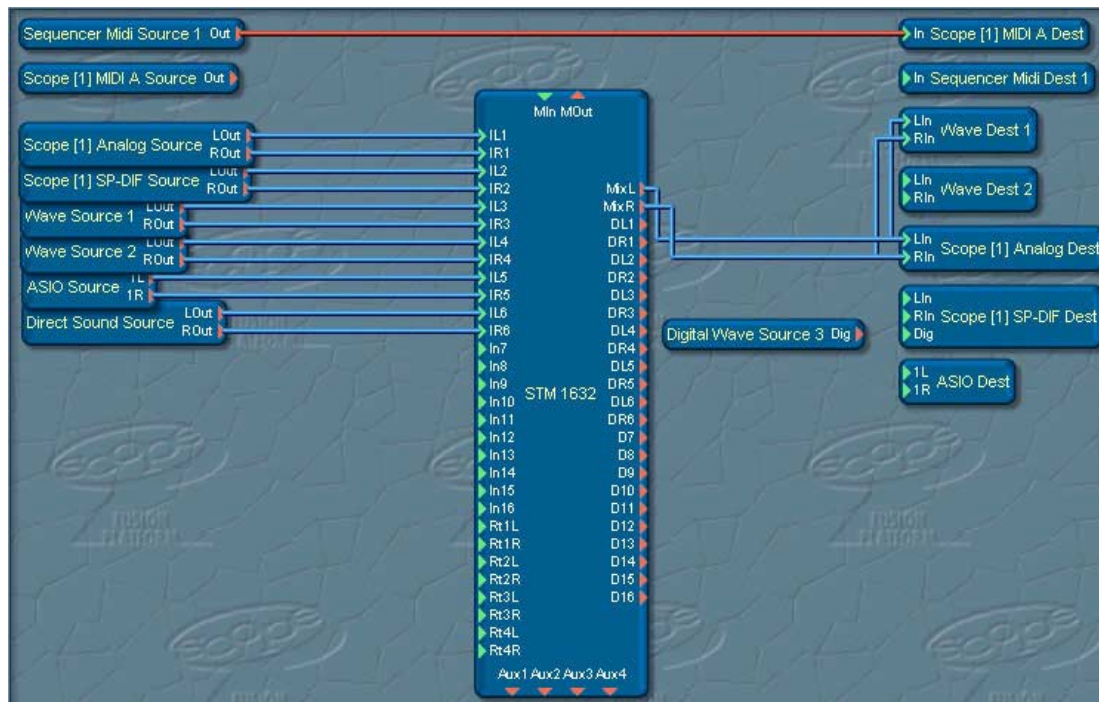 Sequencer Midi Source 1 Out
Scope [1] MIDI A Source Out
Scope [1] Analog Source LOut
ROut
Scope [1] SP-DIF Source LOut
ROut
Wave Source 1 LOut
ROut
Wave Source 2 LOut
ROut
ASIO Source 1L
1R
Direct Sound Source LOut
ROut
MIn MOut
IL1
IR1
IL2
IR2
IL3
IR3
IL4
IR4
IL5
IR5
IL6
IR6
In7
In8
In9
In10
In11
In12
In13
In14
In15
In16
Rt1L
Rt1R
Rt2L
Rt2R
Rt3L
Rt3R
Rt4L
Rt4R
STM 1632
MixL
MixR
DL1
DR1
DL2
DR2
DL3
DR3
DL4
DR4
DL5
DR5
DL6
DR6
D7
D8
D9
D10
D11
D12
D13
D14
D15
D16
Aux1 Aux2 Aux3 Aux4
Digital Wave Source 3 Dig
In Scope [1] MIDI A Dest
In Sequencer Midi Dest 1
LIn
RIn
Wave Dest 1
LIn
RIn
Wave Dest 2
LIn
RIn
Scope [1] Analog Dest
LIn
RIn Scope [1] SP-DIF Dest
Dig
1L
1R
ASIO Dest
scope
FUSION
PLATFORM